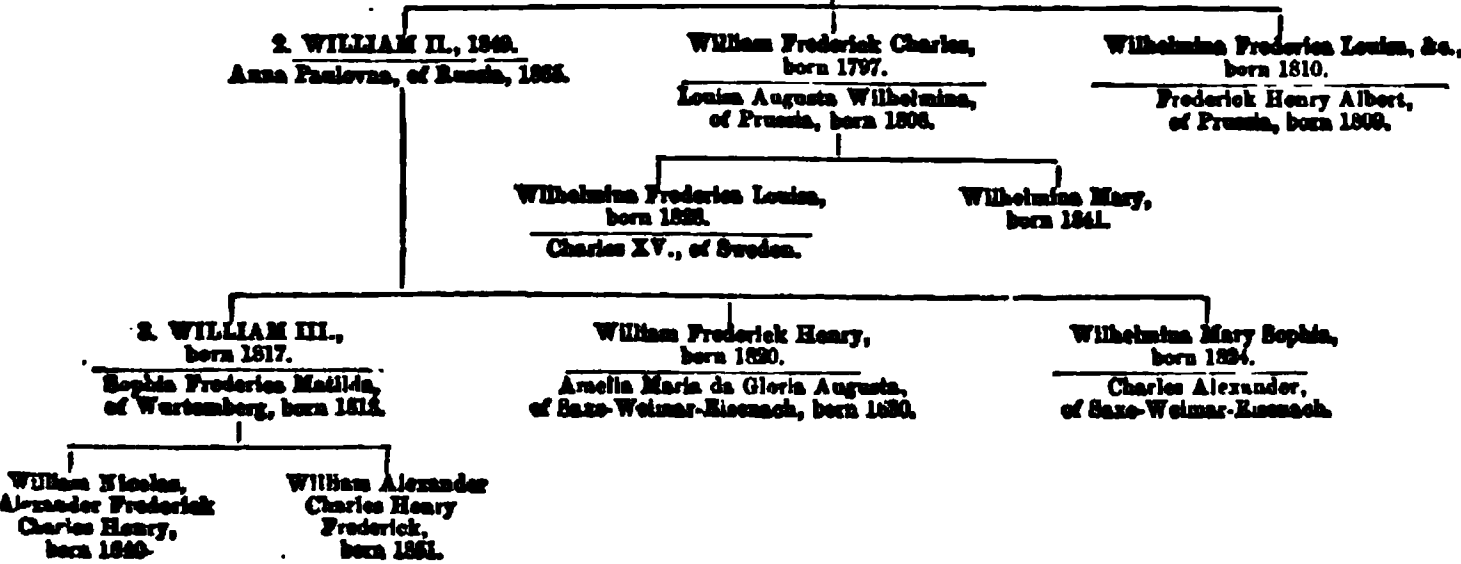 2. WILLIAM II., 1849.
Anna Paulovna, of Russia, 1865.
William Frederick Charles,
born 1797.
Louisa Augusta Wilhelmina,
of Prussia, born 1808.
Wilhelmina Frederica Louisa, &c.,
born 1810.
Frederick Henry Albert,
of Prussia, born 1809.
Wilhelmina Frederica Louisa,
born 1828.
Charles XV., of Sweden.
Wilhelmina Mary,
born 1841.
3. WILLIAM III.,
born 1817.
Sophia Frederica Matilda,
of Wurtemberg, born 1818.
William Frederick Henry,
born 1820.
Amelia Maria da Gloria Augusta,
of Saxe-Weimar-Eisenach, born 1830.
Wilhelmina Mary Sophia,
born 1824.
Charles Alexander,
of Saxe-Weimar-Eisenach.
William Nicolas,
Alexander Frederick
Charles Henry,
born 1840
William Alexander
Charles Henry
Frederick,
born 1851.